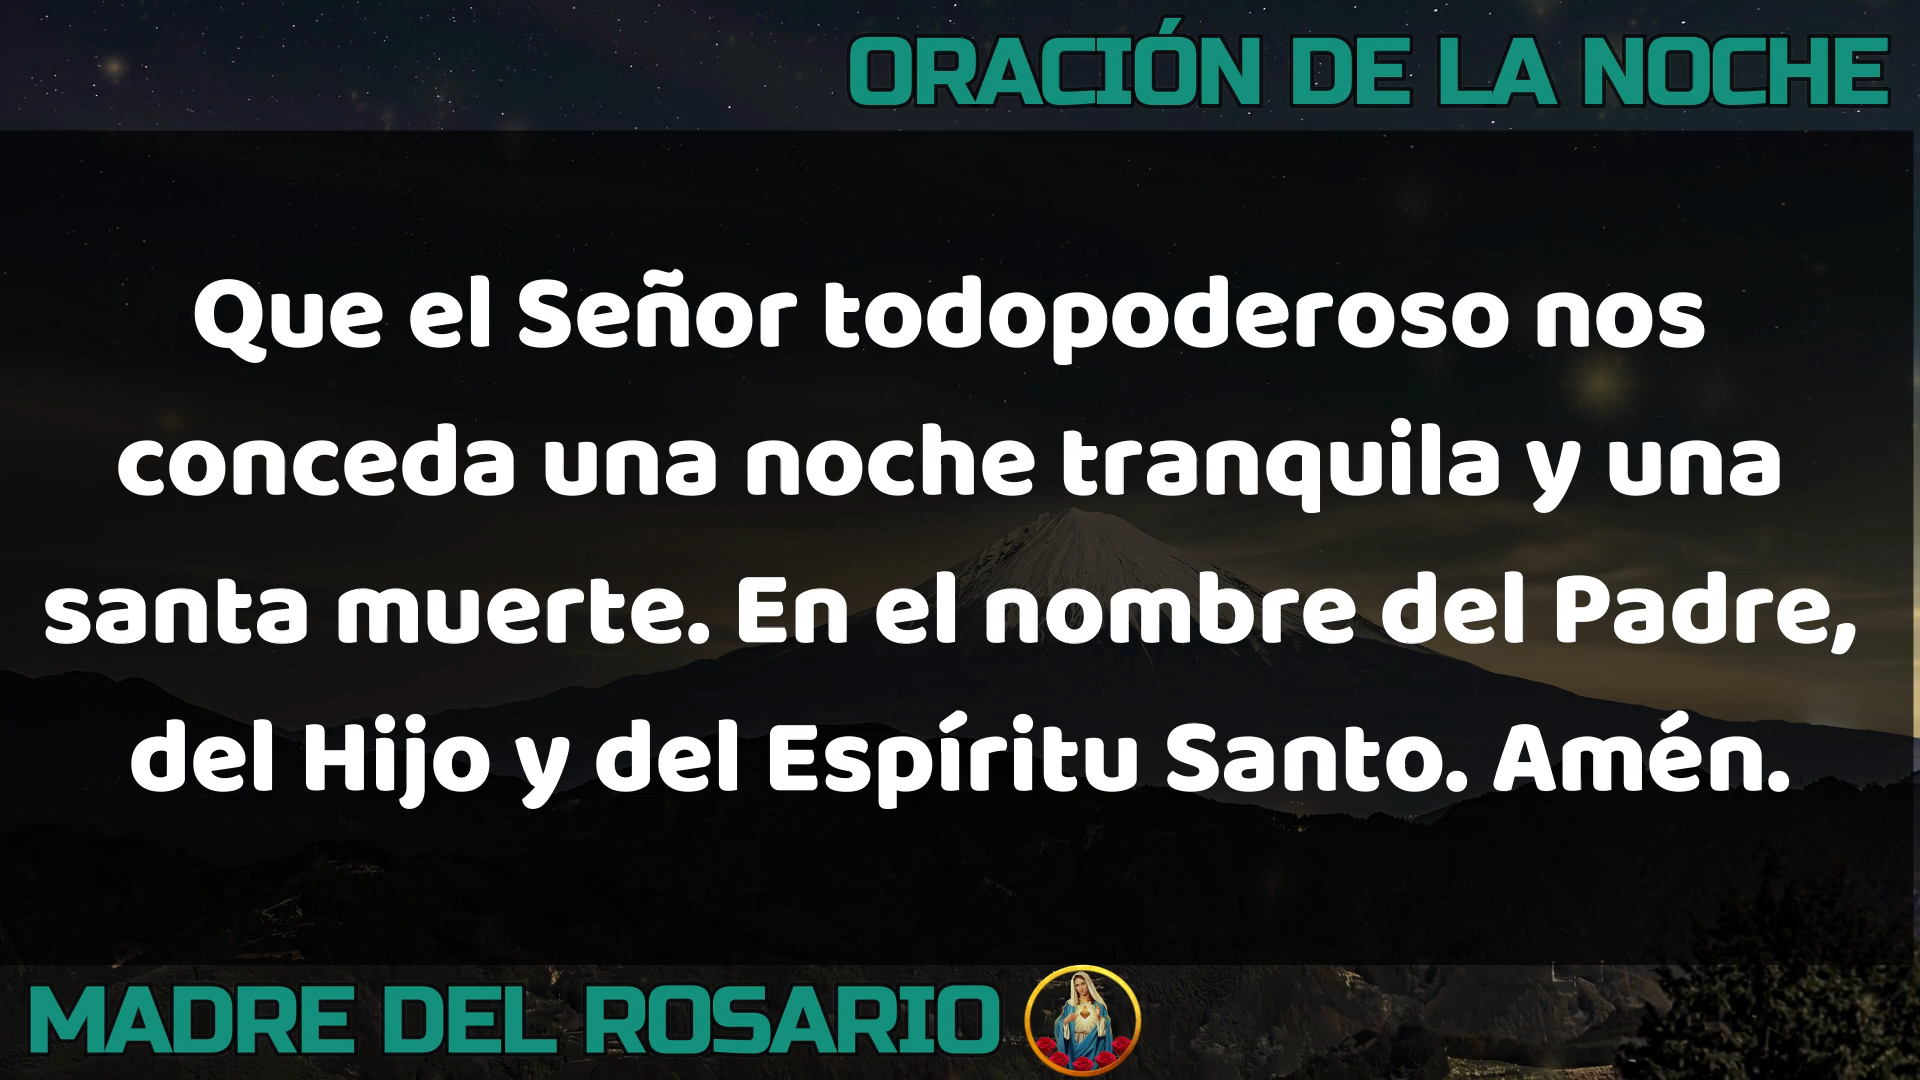 ORACIÓN DE LA NOCHE
Que el Señor todopoderoso nos
conceda una noche tranquila y una
santa muerte. En el nombre del Padre,
del Hijo y del Espíritu Santo. Amén.
MADRE DEL ROSARIO